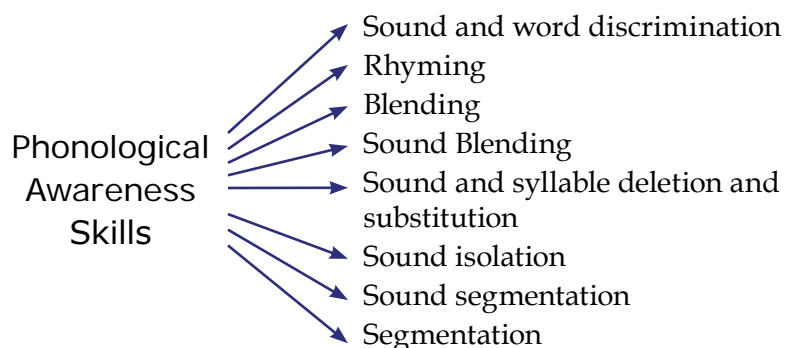 Phonological
Awareness
Skills
Sound and word discrimination
Rhyming
Blending
Sound Blending
Sound and syllable deletion and
substitution
Sound isolation
Sound segmentation
Segmentation